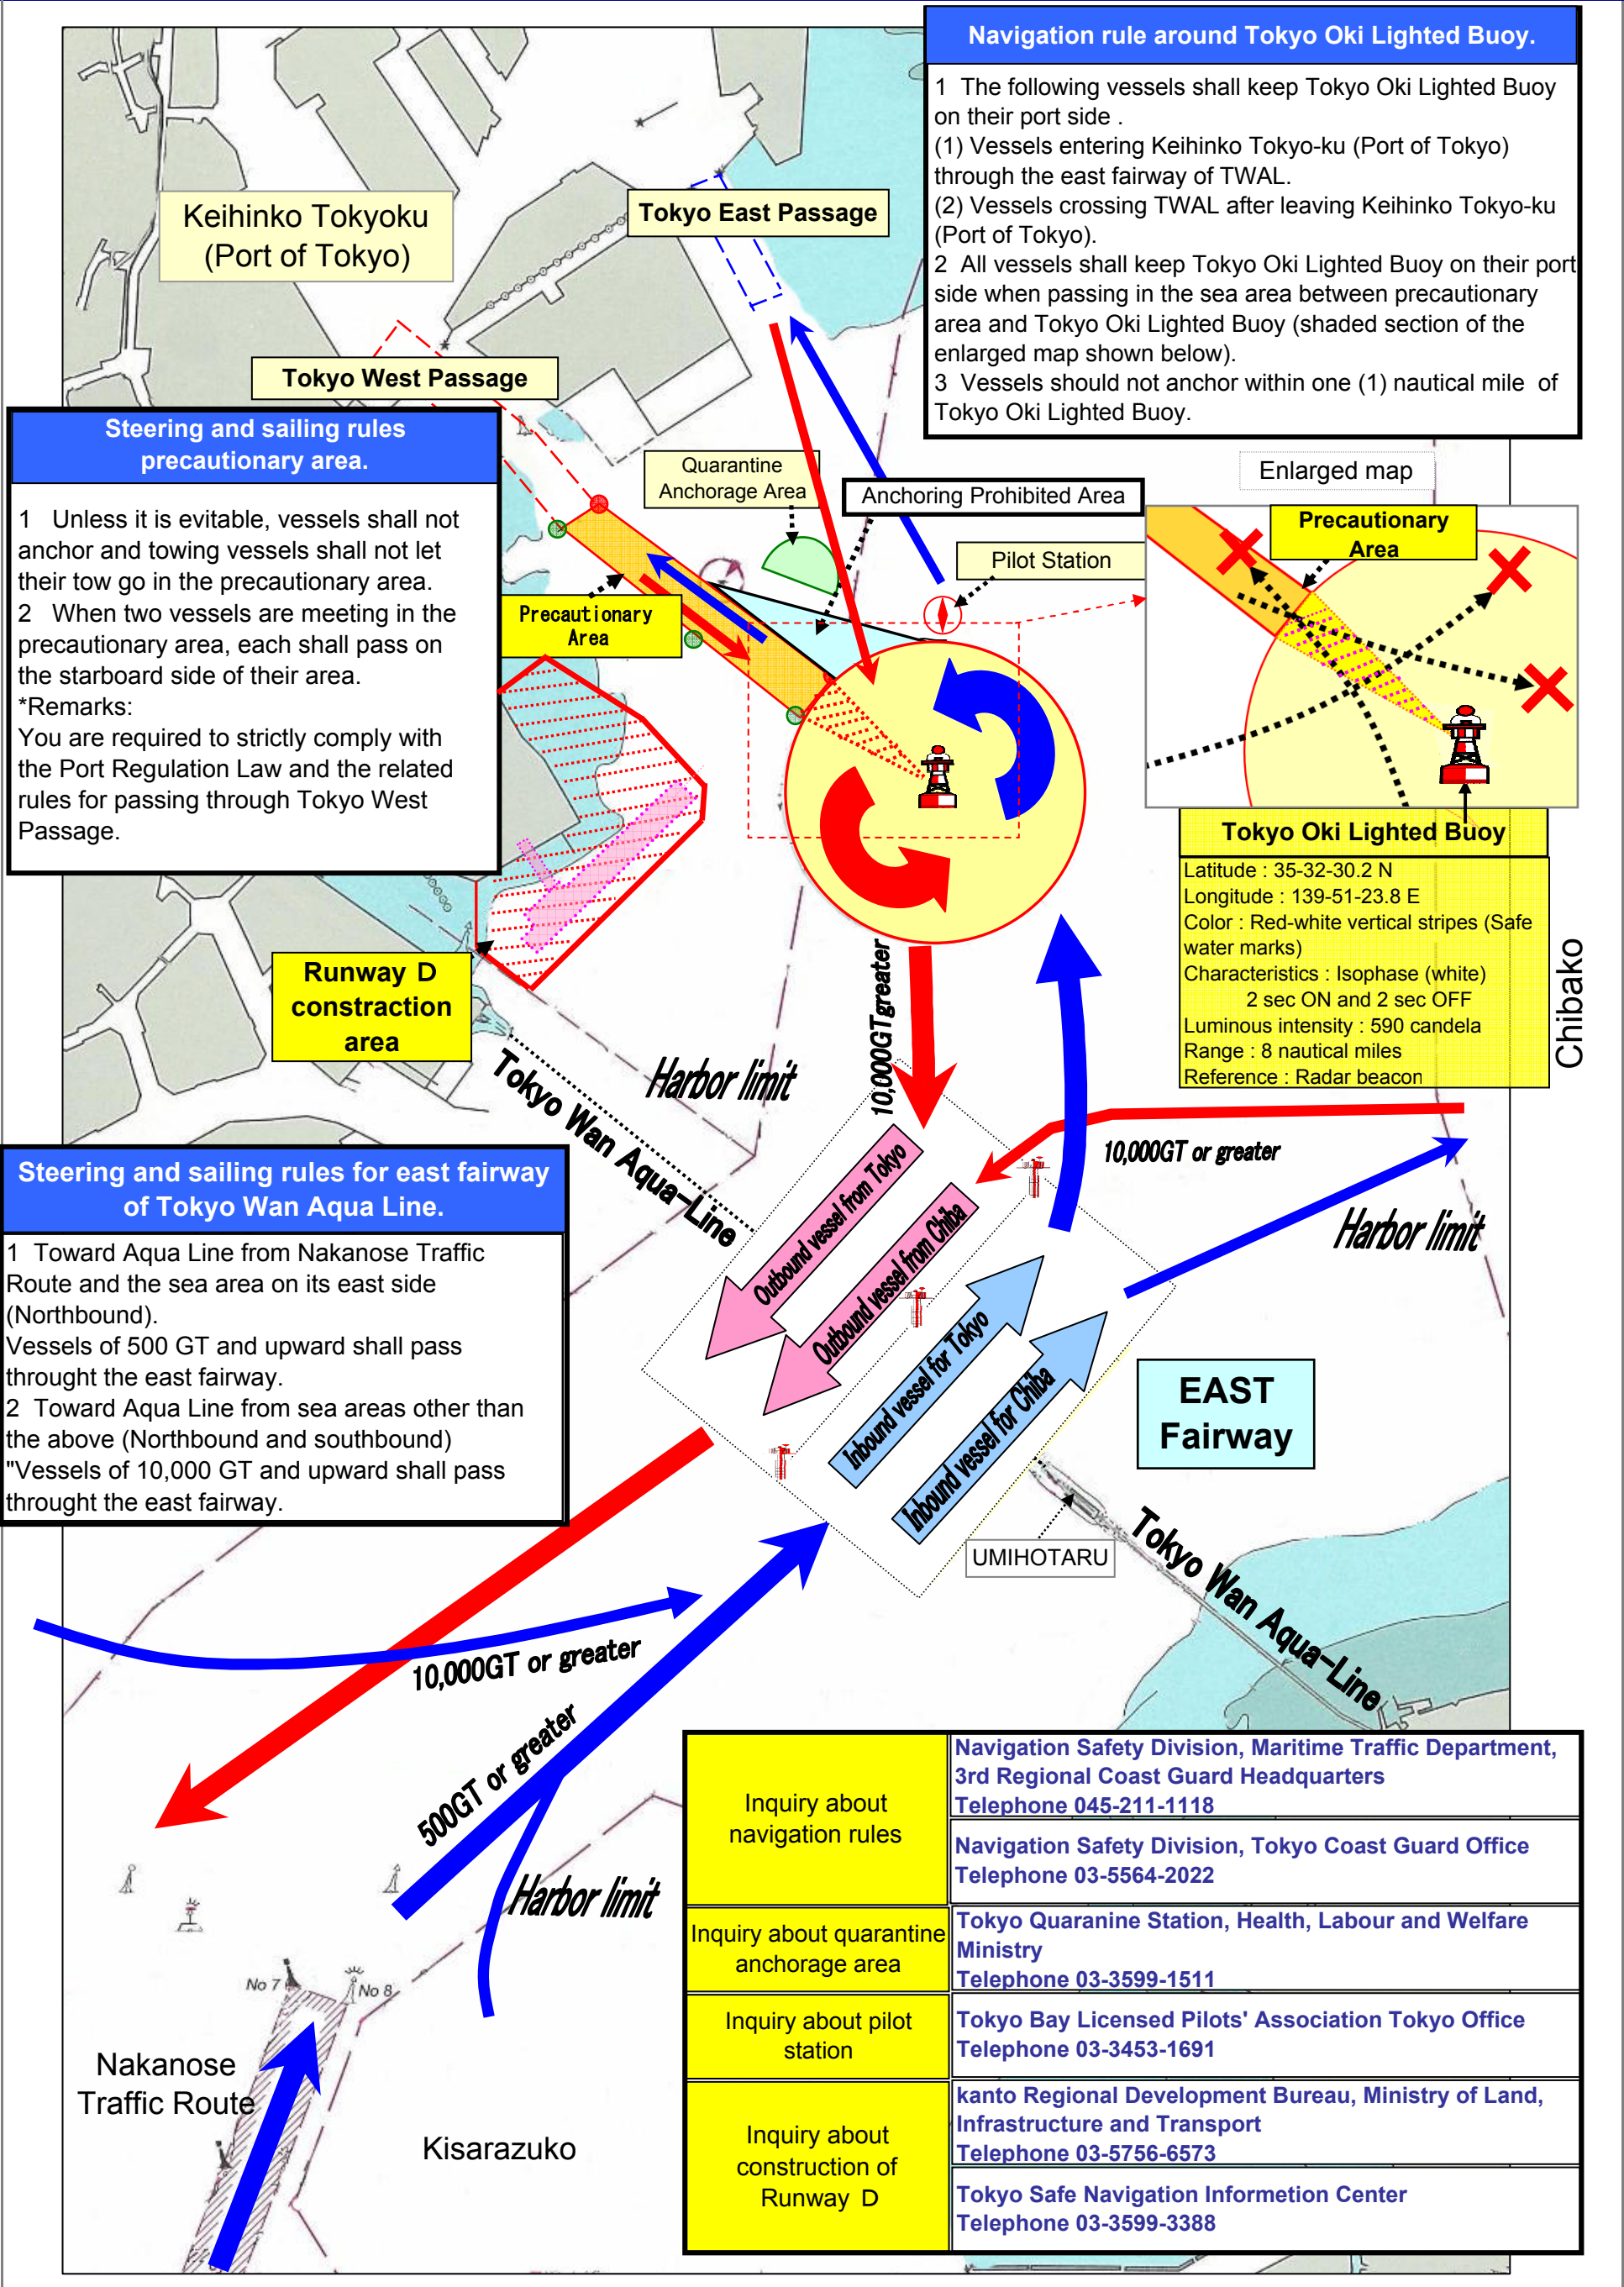 Navigation rule around Tokyo Oki Lighted Buoy.
1 The following vessels shall keep Tokyo Oki Lighted Buoy
on their port side .
(1) Vessels entering Keihinko Tokyo-ku (Port of Tokyo)
through the east fairway of TWAL.
(2) Vessels crossing TWAL after leaving Keihinko Tokyo-ku
(Port of Tokyo).
2 All vessels shall keep Tokyo Oki Lighted Buoy on their port
side when passing in the sea area between precautionary
area and Tokyo Oki Lighted Buoy (shaded section of the
enlarged map shown below).
3 Vessels should not anchor within one (1) nautical mile of
Tokyo Oki Lighted Buoy.
Keihinko Tokyoku
(Port of Tokyo)
Tokyo East Passage
Tokyo West Passage
Steering and sailing rules
precautionary area.
1 Unless it is evitable, vessels shall not
anchor and towing vessels shall not let
their tow go in the precautionary area.
2 When two vessels are meeting in the
precautionary area, each shall pass on
the starboard side of their area.
*Remarks:
You are required to strictly comply with
the Port Regulation Law and the related
rules for passing through Tokyo West
Passage.
Quarantine
Anchorage Area
Anchoring Prohibited Area
Pilot Station
Precautionary
Area
Enlarged map
Precautionary
Area
Tokyo Oki Lighted Buoy
Latitude : 35-32-30.2 N
Longitude : 139-51-23.8 E
Color : Red-white vertical stripes (Safe
water marks)
Characteristics : Isophase (white)
2 sec ON and 2 sec OFF
Luminous intensity : 590 candela
Range : 8 nautical miles
Reference : Radar beacon
Chibako
Runway D
constraction
area
Tokyo Wan Aqua-Line
Harbor limit
10,000GTgreater
10,000GT or greater
Harbor limit
Outbound vessel from Tokyo
Outbound vessel from Chiba
Inbound vessel for Tokyo
Inbound vessel for Chiba
EAST
Fairway
UMIHOTARU
Tokyo Wan Aqua-Line
Steering and sailing rules for east fairway
of Tokyo Wan Aqua Line.
1 Toward Aqua Line from Nakanose Traffic
Route and the sea area on its east side
(Northbound).
Vessels of 500 GT and upward shall pass
throught the east fairway.
2 Toward Aqua Line from sea areas other than
the above (Northbound and southbound)
"Vessels of 10,000 GT and upward shall pass
throught the east fairway.
10,000GT or greater
500GT or greater
Harbor limit
No 7
No 8
Nakanose
Traffic Route
Kisarazuko
Inquiry about
navigation rules
Navigation Safety Division, Maritime Traffic Department,
3rd Regional Coast Guard Headquarters
Telephone 045-211-1118
Navigation Safety Division, Tokyo Coast Guard Office
Telephone 03-5564-2022
Inquiry about quarantine
anchorage area
Tokyo Quaranine Station, Health, Labour and Welfare
Ministry
Telephone 03-3599-1511
Inquiry about pilot
station
Tokyo Bay Licensed Pilots' Association Tokyo Office
Telephone 03-3453-1691
Inquiry about
construction of
Runway D
kanto Regional Development Bureau, Ministry of Land,
Infrastructure and Transport
Telephone 03-5756-6573
Tokyo Safe Navigation Informetion Center
Telephone 03-3599-3388